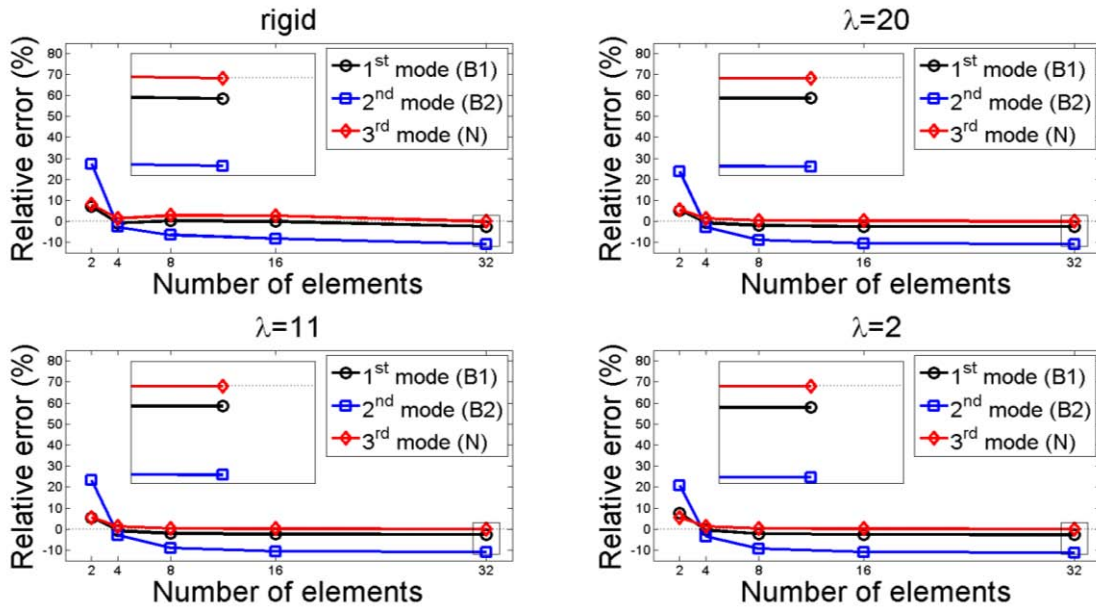 rigid
Relative error (%)
80
70
60
50
40
30
20
10
0
-10
1st mode (B1)
2nd mode (B2)
3rd mode (N)
2 4 8 16 32
Number of elements
λ=20
Relative error (%)
80
70
60
50
40
30
20
10
0
-10
1st mode (B1)
2nd mode (B2)
3rd mode (N)
2 4 8 16 32
Number of elements
λ=11
Relative error (%)
80
70
60
50
40
30
20
10
0
-10
1st mode (B1)
2nd mode (B2)
3rd mode (N)
2 4 8 16 32
Number of elements
λ=2
Relative error (%)
80
70
60
50
40
30
20
10
0
-10
1st mode (B1)
2nd mode (B2)
3rd mode (N)
2 4 8 16 32
Number of elements